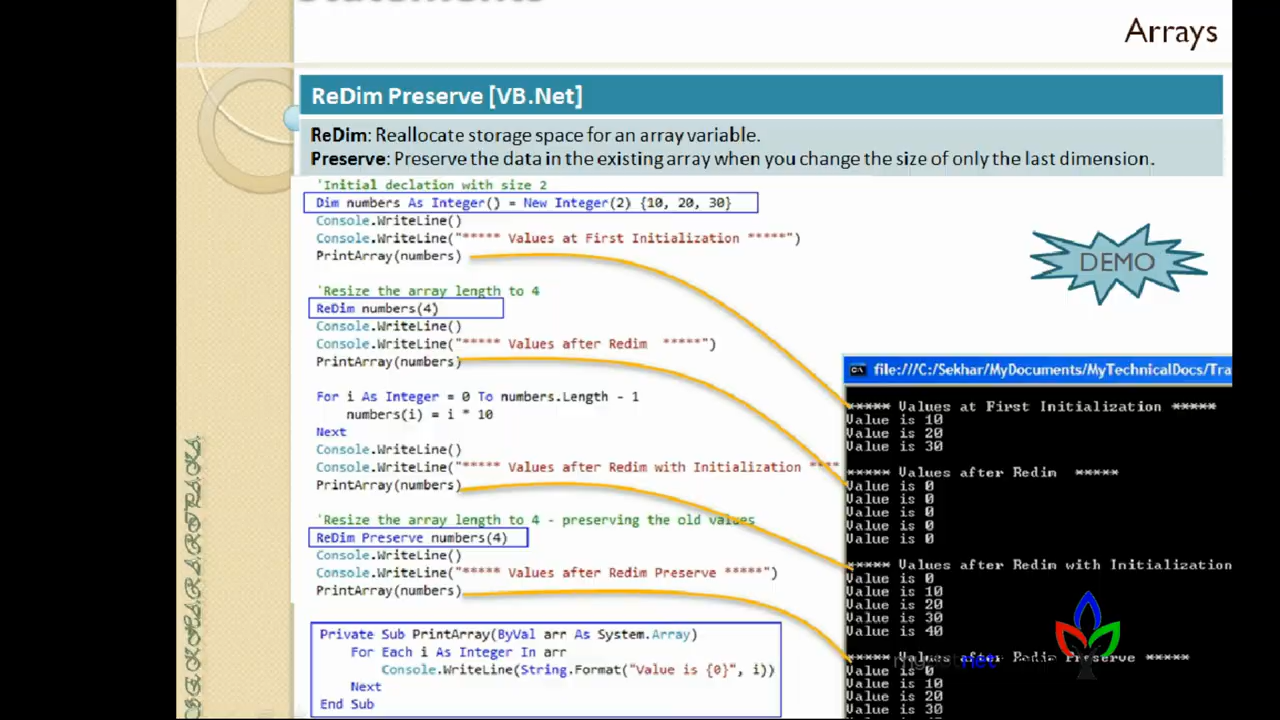 Statements
Arrays
ReDim Preserve [VB.Net]
ReDim: Reallocate storage space for an array variable.
Preserve: Preserve the data in the existing array when you change the size of only the last dimension.
'Initial declation with size 2
Dim numbers As Integer() = New Integer(2) {10, 20, 30}
Console.WriteLine()
Console.WriteLine("***** Values at First Initialization *****")
PrintArray(numbers)
DEMO
'Resize the array length to 4
ReDim numbers(4)
Console.WriteLine()
Console.WriteLine("***** Values after Redim  *****")
PrintArray(numbers)
For i As Integer = 0 To numbers.Length - 1
numbers(i) = i * 10
Next
Console.WriteLine()
Console.WriteLine("***** Values after Redim with Initialization ****
PrintArray(numbers)
'Resize the array length to 4 - preserving the old values
ReDim Preserve numbers(4)
Console.WriteLine()
Console.WriteLine("***** Values after Redim Preserve *****")
PrintArray(numbers)
Private Sub PrintArray(ByVal arr As System.Array)
For Each i As Integer In arr
Console.WriteLine(String.Format("Value is {0}", i))
Next
End Sub
file:///C:/Sekhar/MyDocuments/MyTechnicalDocs/Tra
***** Values at First Initialization *****
Value is 10
Value is 20
Value is 30
***** Values after Redim  *****
Value is 0
Value is 0
Value is 0
Value is 0
Value is 0
***** Values after Redim with Initialization
Value is 0
Value is 10
Value is 20
Value is 30
Value is 40
***** Values after Redim Preserve *****
Value is 0
Value is 10
Value is 20
Value is 30